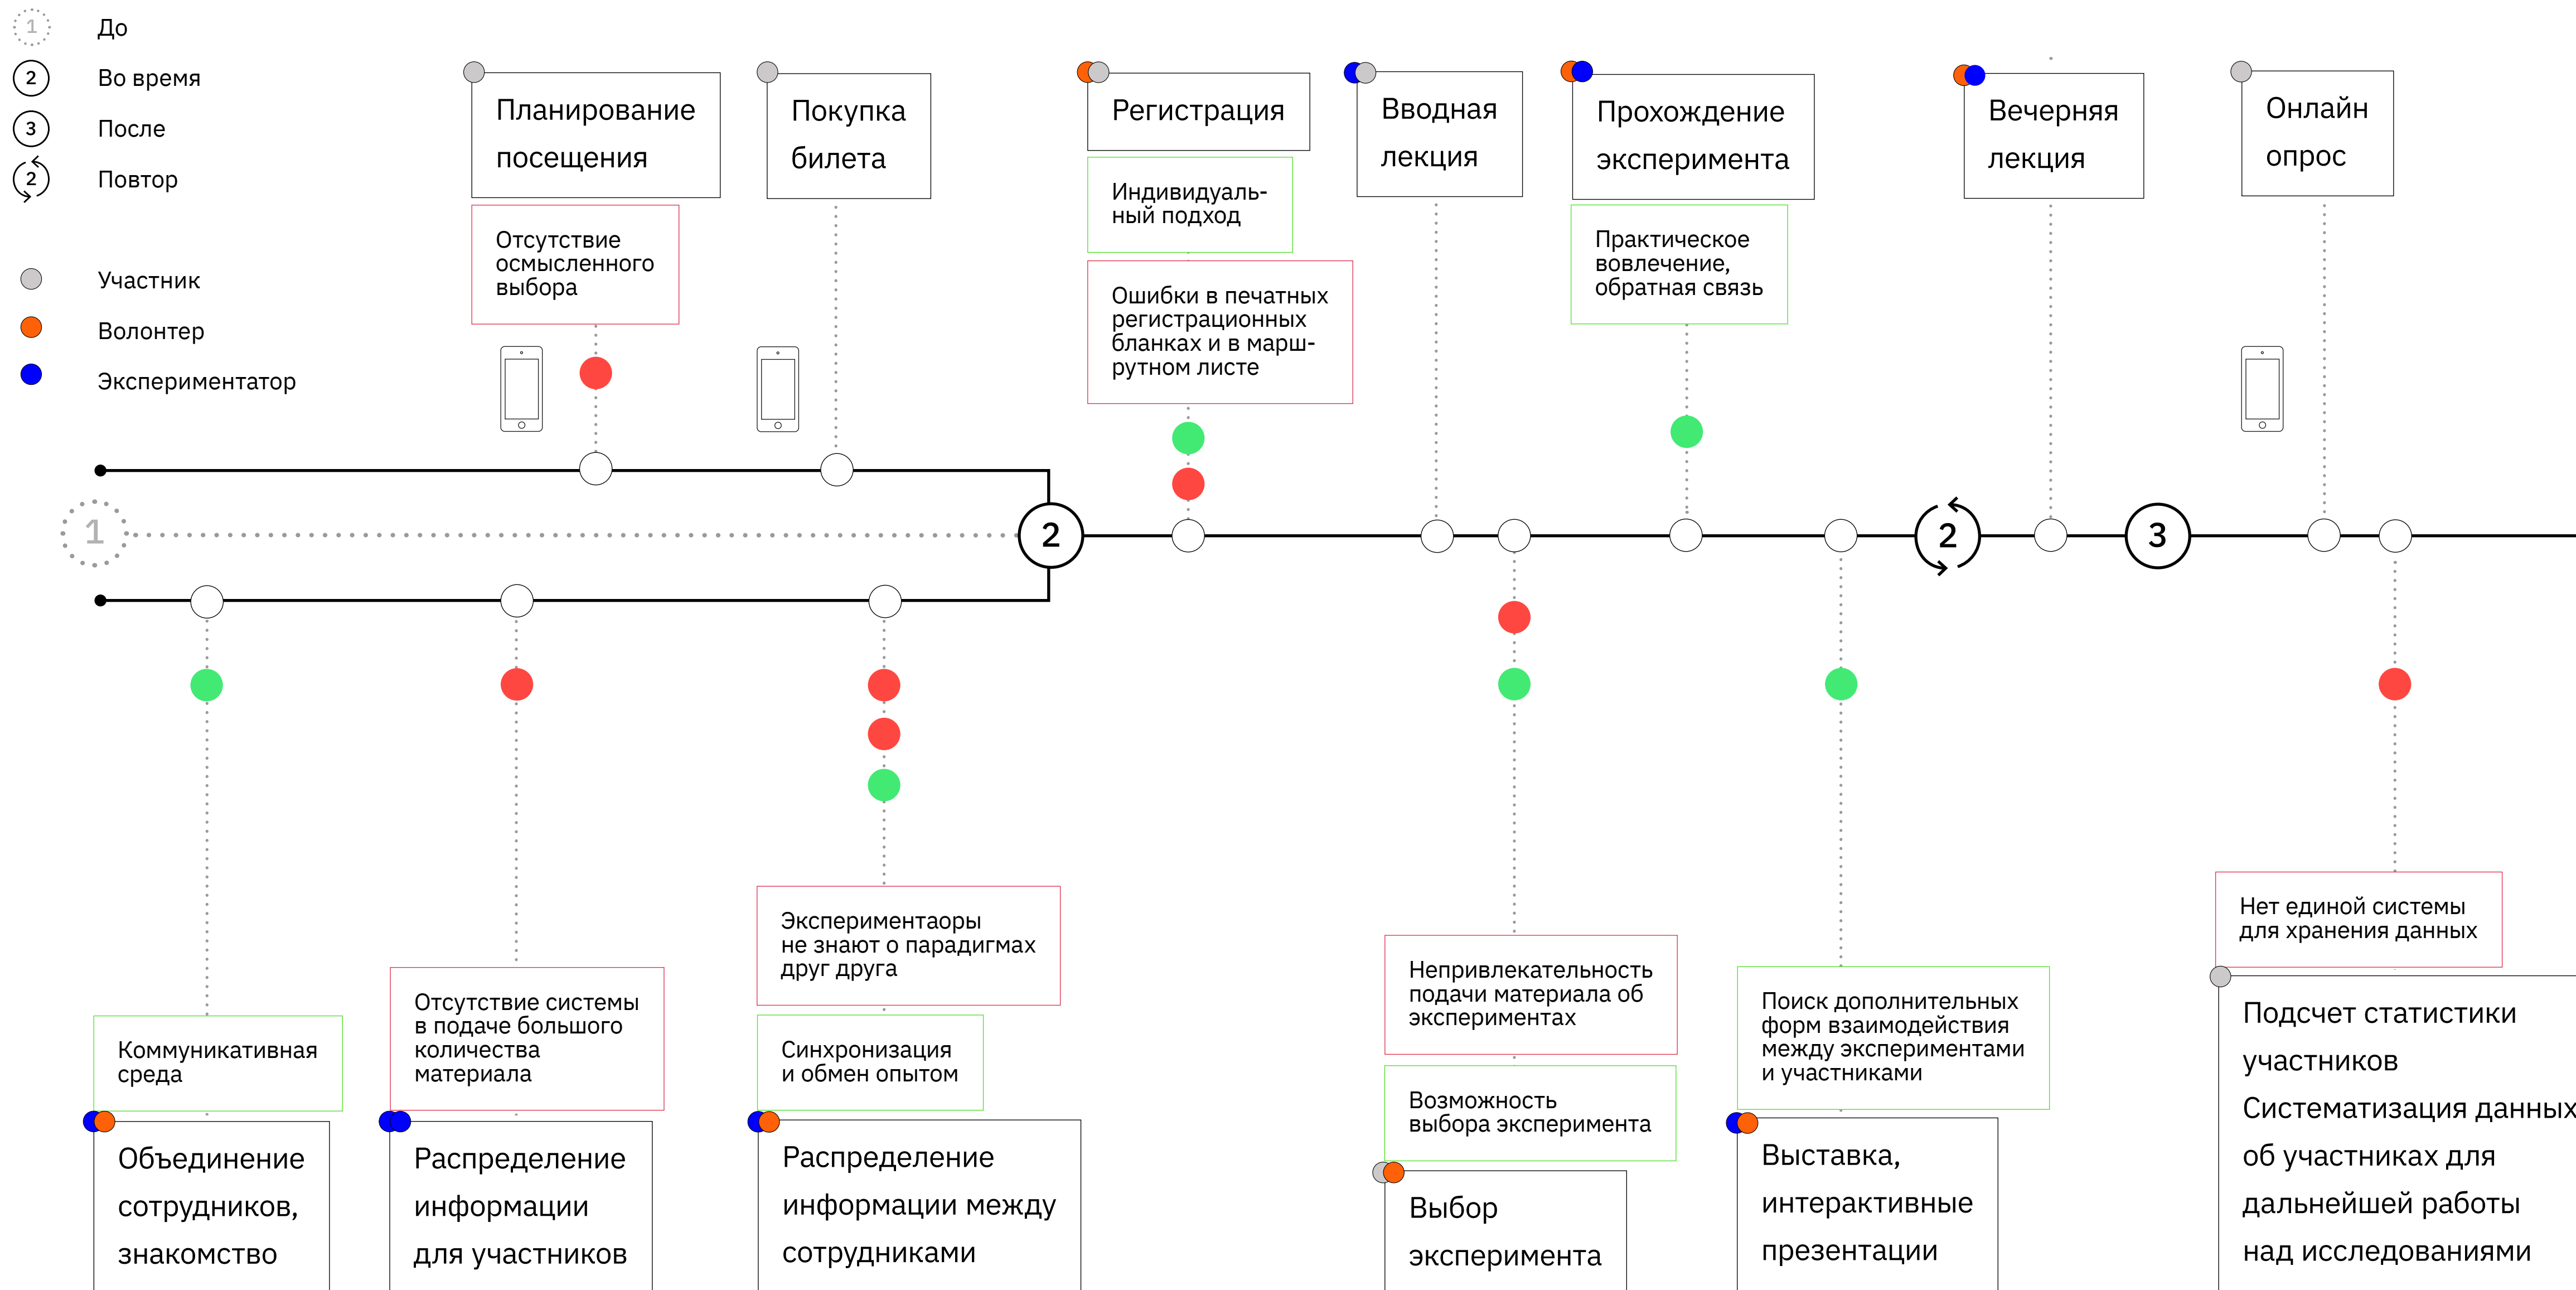 1
До
2
Во время
3
После
2
Повтор
Участник
Волонтер
Экспериментатор
Планирование
посещения
Отсутствие
осмысленного
выбора
Покупка
билета
Регистрация
Индивидуаль-
ный подход
Ошибки в печатных
регистрационных
бланках и в марш-
рутном листе
Вводная
лекция
Прохождение
эксперимента
Практическое
вовлечение,
обратная связь
Вечерняя
лекция
Онлайн
опрос
1
2
2
3
Коммуникативная
среда
Объединение
сотрудников,
знакомство
Отсутствие системы
в подаче большого
количества
материала
Распределение
информации
для участников
Экспериментаоры
не знают о парадигмах
друг друга
Синхронизация
и обмен опытом
Распределение
информации между
сотрудниками
Непривлекательность
подачи материала об
экспериментах
Возможность
выбора эксперимента
Выбор
эксперимента
Поиск дополнительных
форм взаимодействия
между экспериментами
и участниками
Выставка,
интерактивные
презентации
Нет единой системы
для хранения данных
Подсчет статистики
участников
Систематизация данных
об участниках для
дальнейшей работы
над исследованиями